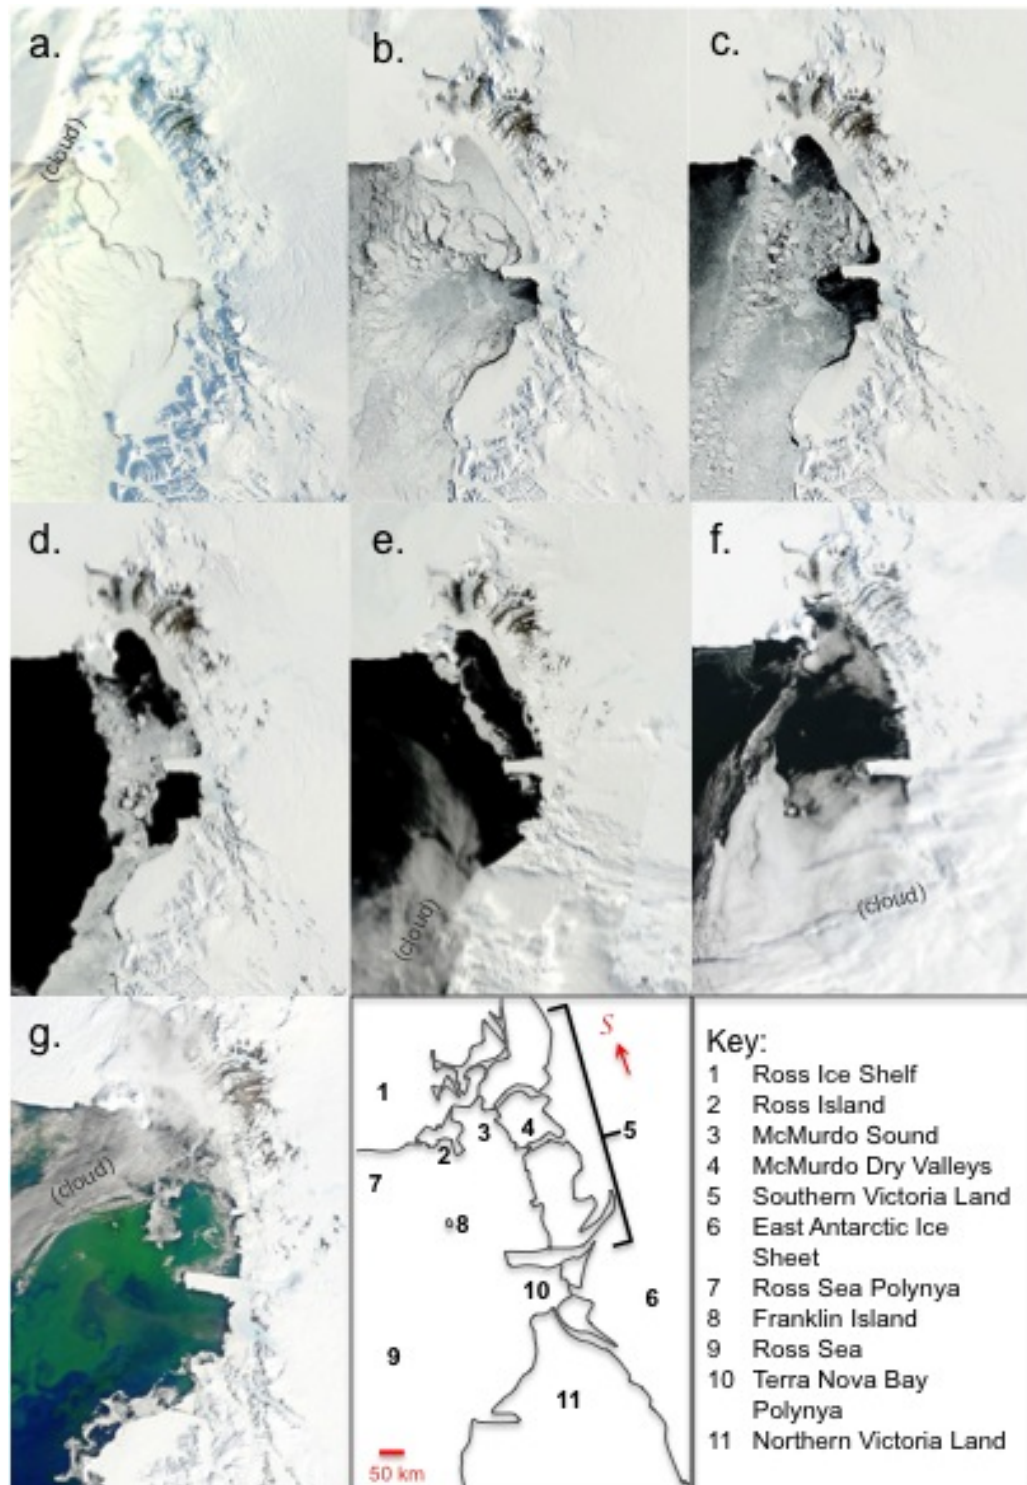 a.
b.
c.
(cloud)
d.
e.
f.
(cloud)
(cloud)
g.
(cloud)
S
1
2
3
4
5
6
7
8
9
10
11
50 km
Key:
1 Ross Ice Shelf
2 Ross Island
3 McMurdo Sound
4 McMurdo Dry Valleys
5 Southern Victoria Land
6 East Antarctic Ice
Sheet
7 Ross Sea Polynya
8 Franklin Island
9 Ross Sea
10 Terra Nova Bay
Polynya
11 Northern Victoria Land